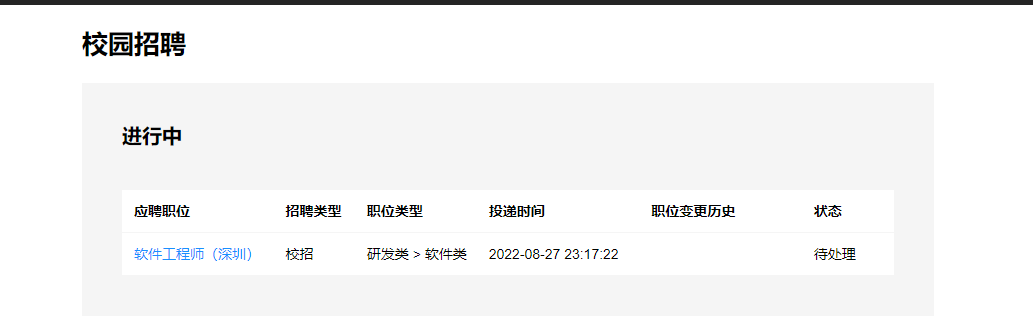 校园招聘
进行中
应聘职位 招聘类型 职位类型 投递时间 职位变更历史 状态
软件工程师（深圳） 校招 研发类 > 软件类 2022-08-27 23:17:22 待处理